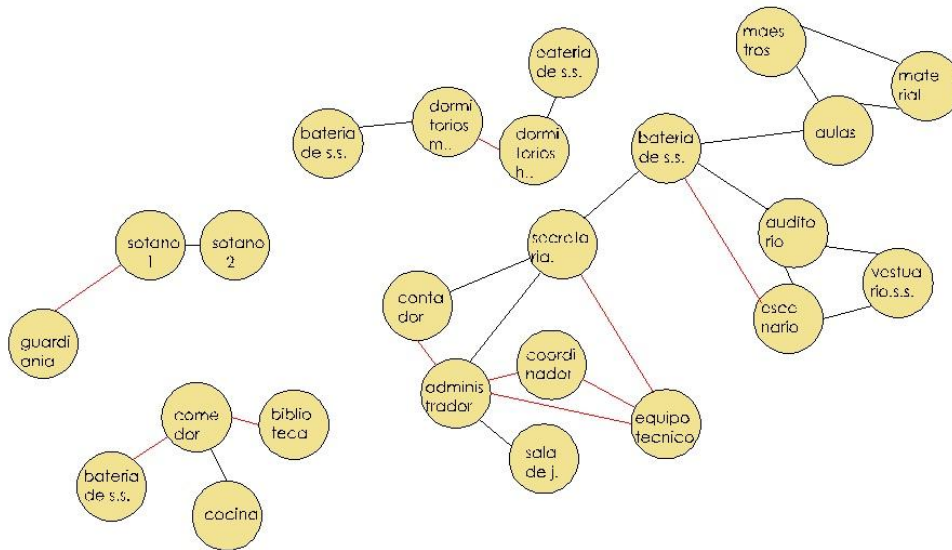 maes
tros
mate
rial
aulas
bateria
de s.s.
dormi
torios
m..
dormi
torios
h..
bateria
de s.s.
bateria
de s.s.
audito
rio
vestua
rio.s.s.
esce
nario
secreta
ria.
conta
dor
coordi
nador
adminis
trador
equipo
tecnico
sala
de j.
sotano
1
sotano
2
guardi
ania
come
dor
biblio
teca
bateria
de s.s.
cocina